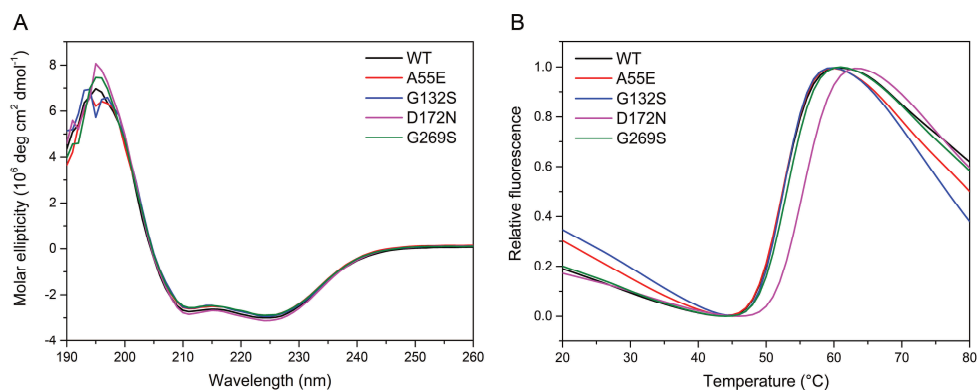 A
Molar ellipticity (10⁶ deg cm² dmol⁻¹)
8
6
4
2
0
-2
-4
190 200 210 220 230 240 250 260
Wavelength (nm)
WT
A55E
G132S
D172N
G269S
B
Relative fluorescence
1.0
0.8
0.6
0.4
0.2
0.0
20 30 40 50 60 70 80
Temperature (°C)
WT
A55E
G132S
D172N
G269S